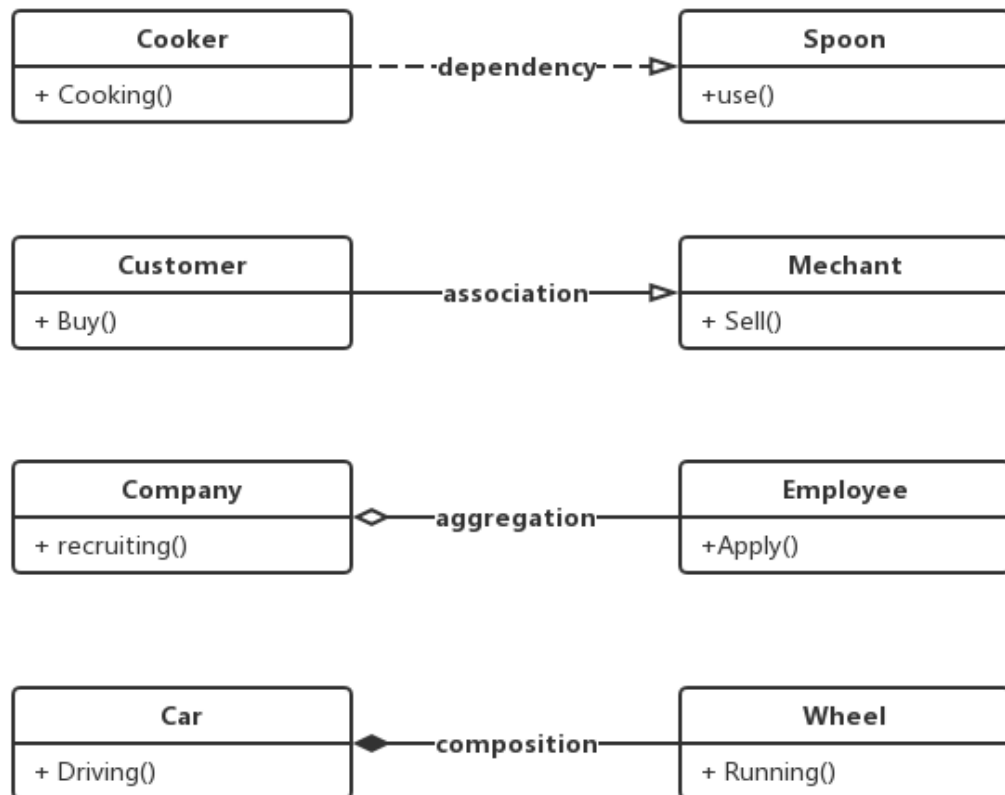 Cooker
+ Cooking()
dependency
Spoon
+use()
Customer
+ Buy()
association
Mechant
+ Sell()
Company
+ recruiting()
aggregation
Employee
+Apply()
Car
+ Driving()
composition
Wheel
+ Running()